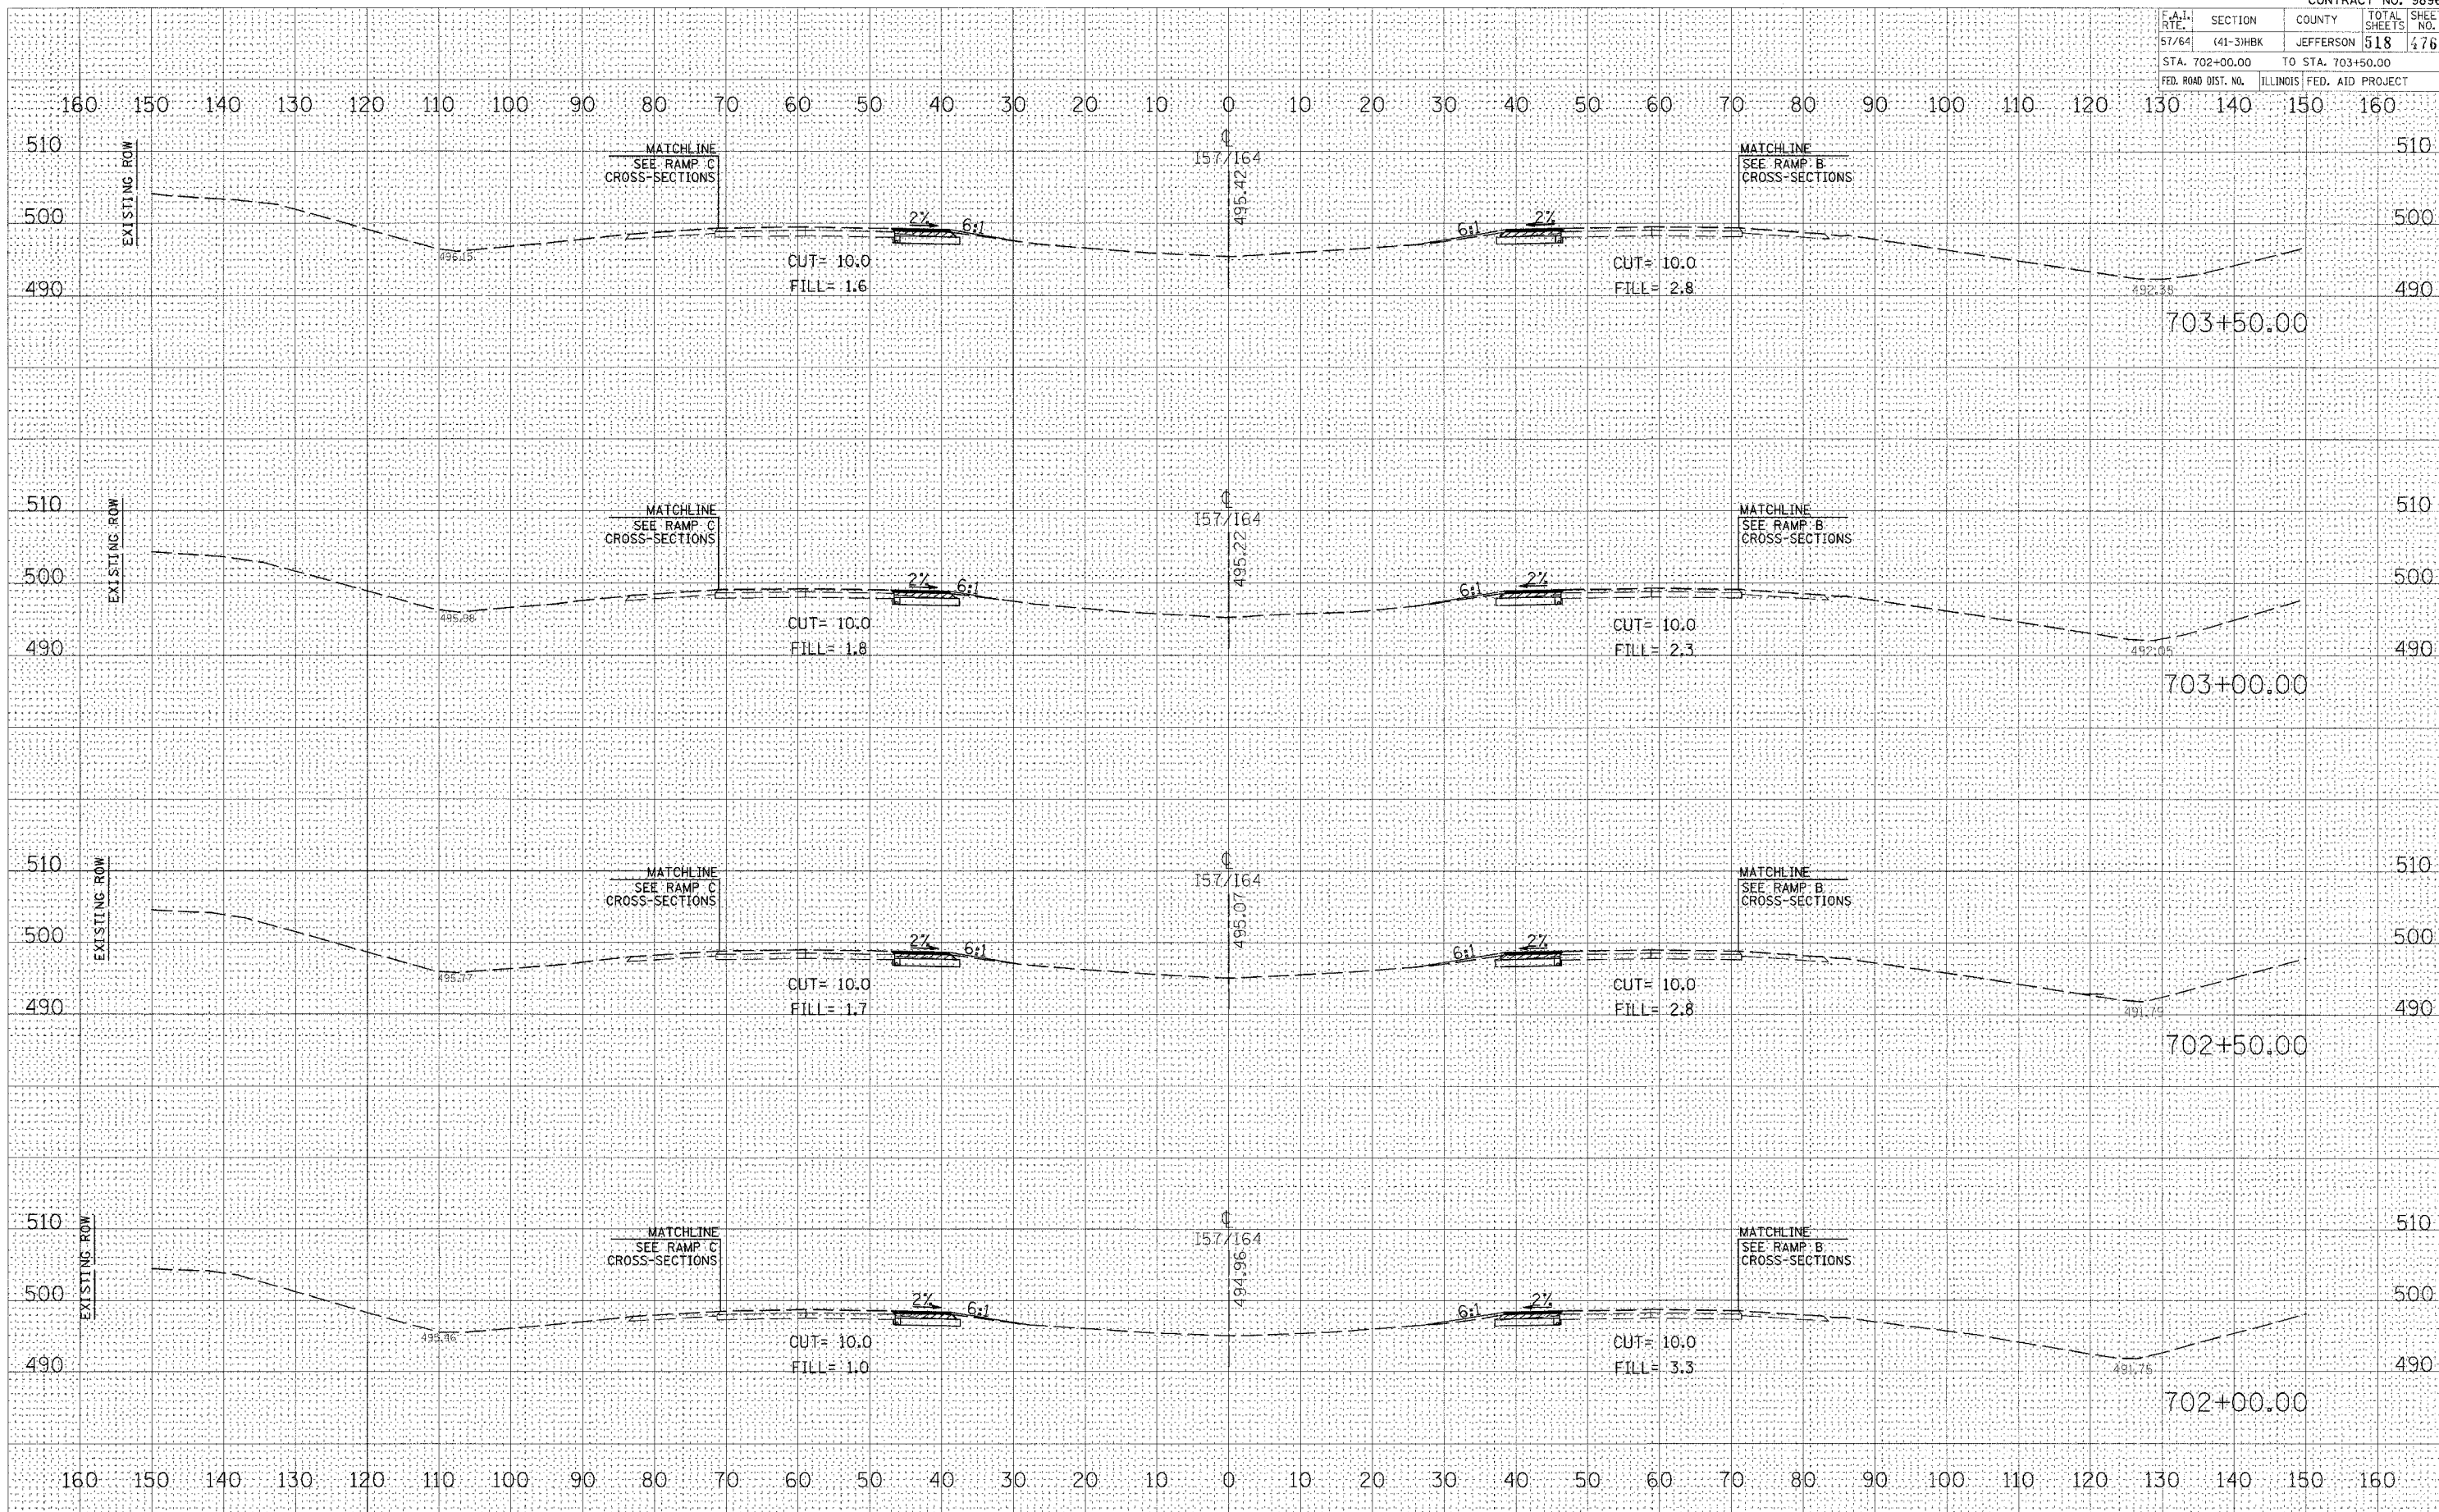 CONTRACT NO.
F.A.I. RTE. SECTION COUNTY TOTAL SHEETS SHEE NO.
57/64 (41-3)HBK JEFFERSON 518 476
STA. 702+00.00 TO STA. 703+50.00
FED. ROAD DIST. NO. ILLINOIS FED. AID PROJECT
160 150 140 130 120 110 100 90 80 70 60 50 40 30 20 10 0 10 20 30 40 50 60 70 80 90 100 110 120 130 140 150 160
510 510
EXISTING ROW
MATCHLINE
SEE RAMP C
CROSS-SECTIONS
℄
I57/I64
495.42
MATCHLINE
SEE RAMP B
CROSS-SECTIONS
500 2% 6:1 6:1 2% 500
496.15
CUT= 10.0 CUT= 10.0
490 FILL= 1.6 FILL= 2.8 492.38 490
703+50.00
510 510
EXISTING ROW
MATCHLINE
SEE RAMP C
CROSS-SECTIONS
℄
I57/I64
495.22
MATCHLINE
SEE RAMP B
CROSS-SECTIONS
500 2% 6:1 6:1 2% 500
495.98
CUT= 10.0 CUT= 10.0
490 FILL= 1.8 FILL= 2.3 492.05 490
703+00.00
510 510
EXISTING ROW
MATCHLINE
SEE RAMP C
CROSS-SECTIONS
℄
I57/I64
495.07
MATCHLINE
SEE RAMP B
CROSS-SECTIONS
500 2% 6:1 6:1 2% 500
495.77
CUT= 10.0 CUT= 10.0
490 FILL= 1.7 FILL= 2.8 491.79 490
702+50.00
510 510
EXISTING ROW
MATCHLINE
SEE RAMP C
CROSS-SECTIONS
℄
I57/I64
494.96
MATCHLINE
SEE RAMP B
CROSS-SECTIONS
500 2% 6:1 6:1 2% 500
495.46
CUT= 10.0 CUT= 10.0
490 FILL= 1.0 FILL= 3.3 491.75 490
702+00.00
160 150 140 130 120 110 100 90 80 70 60 50 40 30 20 10 0 10 20 30 40 50 60 70 80 90 100 110 120 130 140 150 160